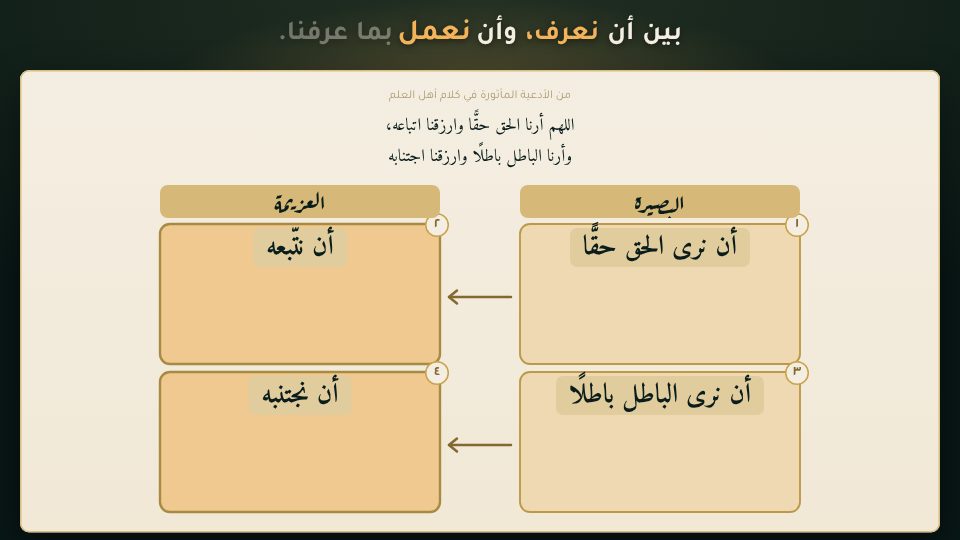 بين أن نعرف، وأن نعمل بما عرفنا.
من الأدعية المأثورة في كلام أهل العلم
اللهم أرنا الحق حقًّا وارزقنا اتباعه،
وأرنا الباطل باطلًا وارزقنا اجتنابه
البصيرة
العزيمة
١
أن نرى الحق حقًّا
٢
أن نتّبعه
٣
أن نرى الباطل باطلًا
٤
أن نجتنبه